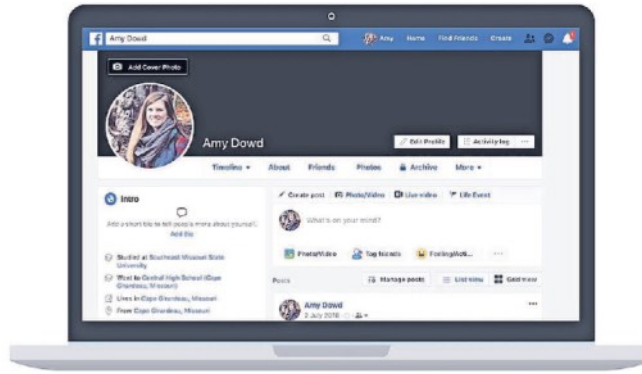 f Amy Dowd
Amy Home Find Friends Create
Add Cover Photo
Amy Dowd
Edit Profile Activity log ...
Timeline About Friends Photos Archive More
Intro
Add a short bio to tell people more about yourself.
Add Bio
Studied at Southeast Missouri State
University
Went to Central High School (Cape
Girardeau, Missouri)
Lives in Cape Girardeau, Missouri
From Cape Girardeau, Missouri
Create post Photo/Video Live video Life Event
What's on your mind?
Photo/Video Tag friends Feeling/Acti... ...
Posts Manage posts List view Grid view
Amy Dowd ...
2 July 2016